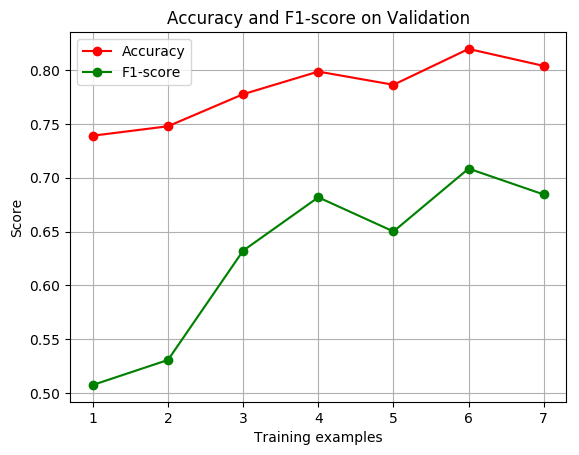 Accuracy and F1-score on Validation
Accuracy
F1-score
0.80
0.75
0.70
0.65
0.60
0.55
0.50
Score
1 2 3 4 5 6 7
Training examples